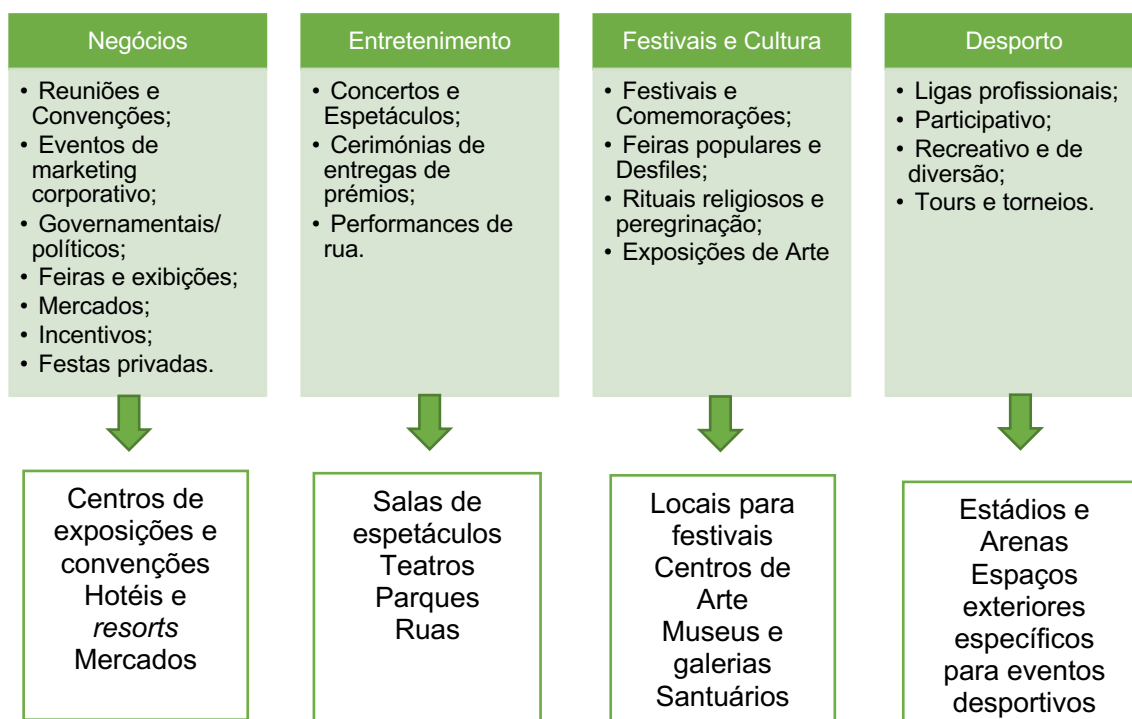 Negócios
• Reuniões e
Convenções;
• Eventos de
marketing
corporativo;
• Governamentais/
políticos;
• Feiras e exibições;
• Mercados;
• Incentivos;
• Festas privadas.
Centros de
exposições e
convenções
Hotéis e
resorts
Mercados
Entretenimento
• Concertos e
Espetáculos;
• Cerimónias de
entregas de
prémios;
• Performances de
rua.
Salas de
espetáculos
Teatros
Parques
Ruas
Festivais e Cultura
• Festivais e
Comemorações;
• Feiras populares e
Desfiles;
• Rituais religiosos e
peregrinação;
• Exposições de Arte
Locais para
festivais
Centros de
Arte
Museus e
galerias
Santuários
Desporto
• Ligas profissionais;
• Participativo;
• Recreativo e de
diversão;
• Tours e torneios.
Estádios e
Arenas
Espaços
exteriores
específicos
para eventos
desportivos